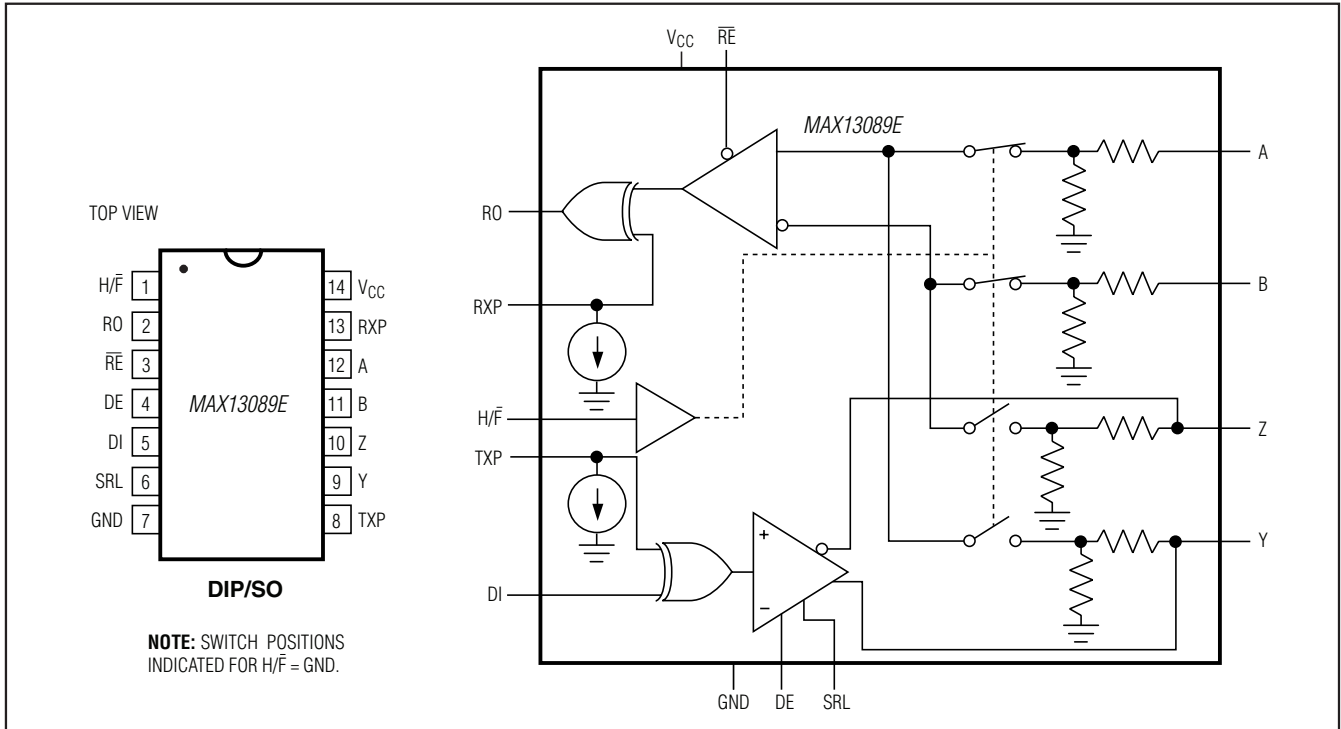 TOP VIEW
H/F̅ 1
RO 2
R̅E̅ 3
DE 4
DI 5
SRL 6
GND 7
MAX13089E
14 VCC
13 RXP
12 A
11 B
10 Z
9 Y
8 TXP
DIP/SO
NOTE: SWITCH POSITIONS
INDICATED FOR H/F̅ = GND.
VCC
R̅E̅
MAX13089E
A
RO
B
RXP
H/F̅
TXP
Z
+
−
Y
DI
GND
DE
SRL